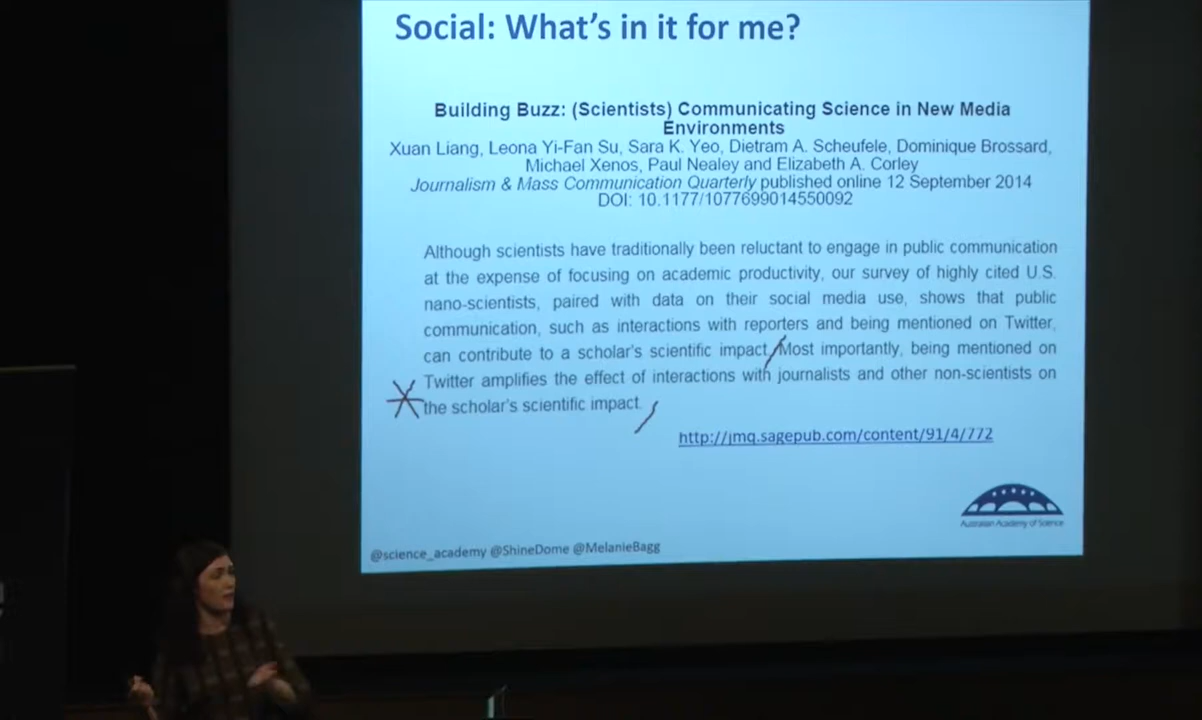 Social: What's in it for me?
Building Buzz: (Scientists) Communicating Science in New Media
Environments
Xuan Liang, Leona Yi-Fan Su, Sara K. Yeo, Dietram A. Scheufele, Dominique Brossard,
Michael Xenos, Paul Nealey and Elizabeth A. Corley
Journalism & Mass Communication Quarterly published online 12 September 2014
DOI: 10.1177/1077699014550092
Although scientists have traditionally been reluctant to engage in public communication
at the expense of focusing on academic productivity, our survey of highly cited U.S.
nano-scientists, paired with data on their social media use, shows that public
communication, such as interactions with reporters and being mentioned on Twitter,
can contribute to a scholar's scientific impact. Most importantly, being mentioned on
Twitter amplifies the effect of interactions with journalists and other non-scientists on
the scholar's scientific impact.
http://jmq.sagepub.com/content/91/4/772
Australian Academy of Science
@science_academy @ShineDome @MelanieBagg